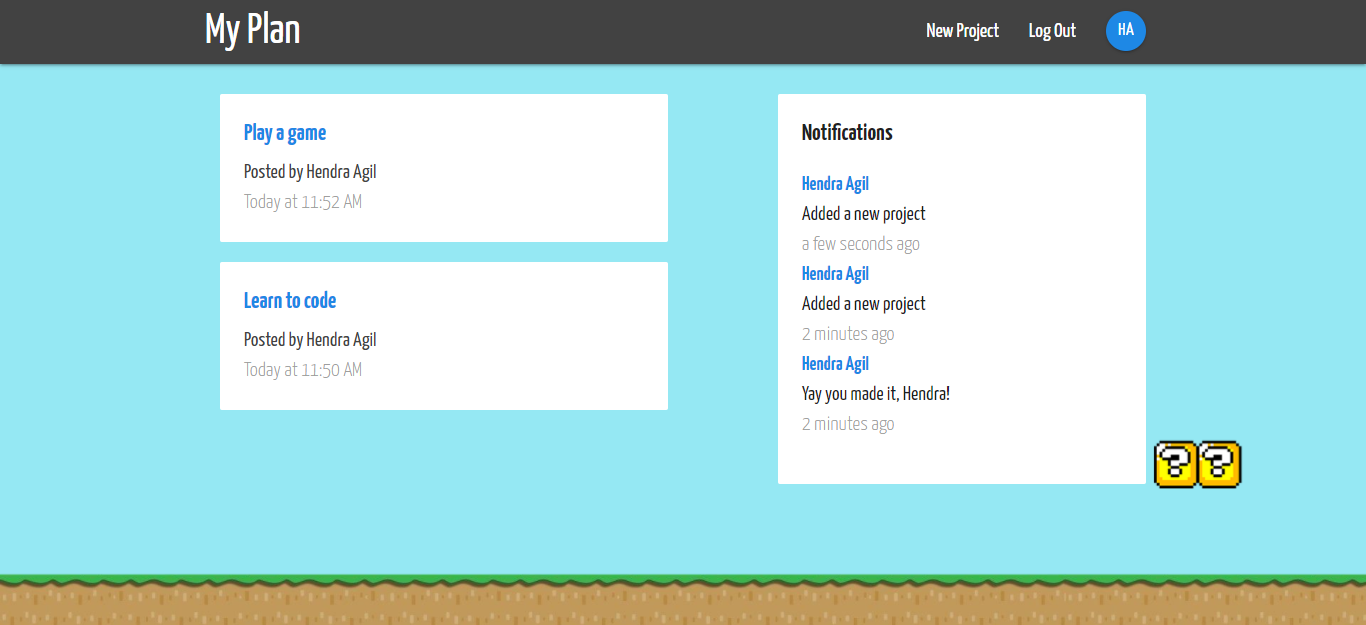 My Plan
New Project
Log Out
HA
Play a game
Posted by Hendra Agil
Today at 11:52 AM
Learn to code
Posted by Hendra Agil
Today at 11:50 AM
Notifications
Hendra Agil
Added a new project
a few seconds ago
Hendra Agil
Added a new project
2 minutes ago
Hendra Agil
Yay you made it, Hendra!
2 minutes ago
? ?